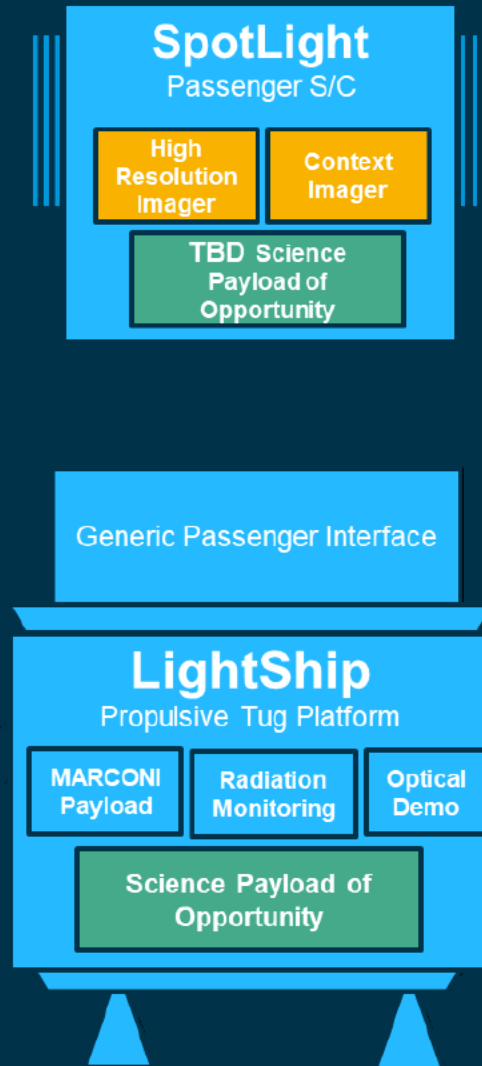 SpotLight
Passenger S/C
High
Resolution
Imager
Context
Imager
TBD Science
Payload of
Opportunity
Generic Passenger Interface
LightShip
Propulsive Tug Platform
MARCONI
Payload
Radiation
Monitoring
Optical
Demo
Science Payload of
Opportunity